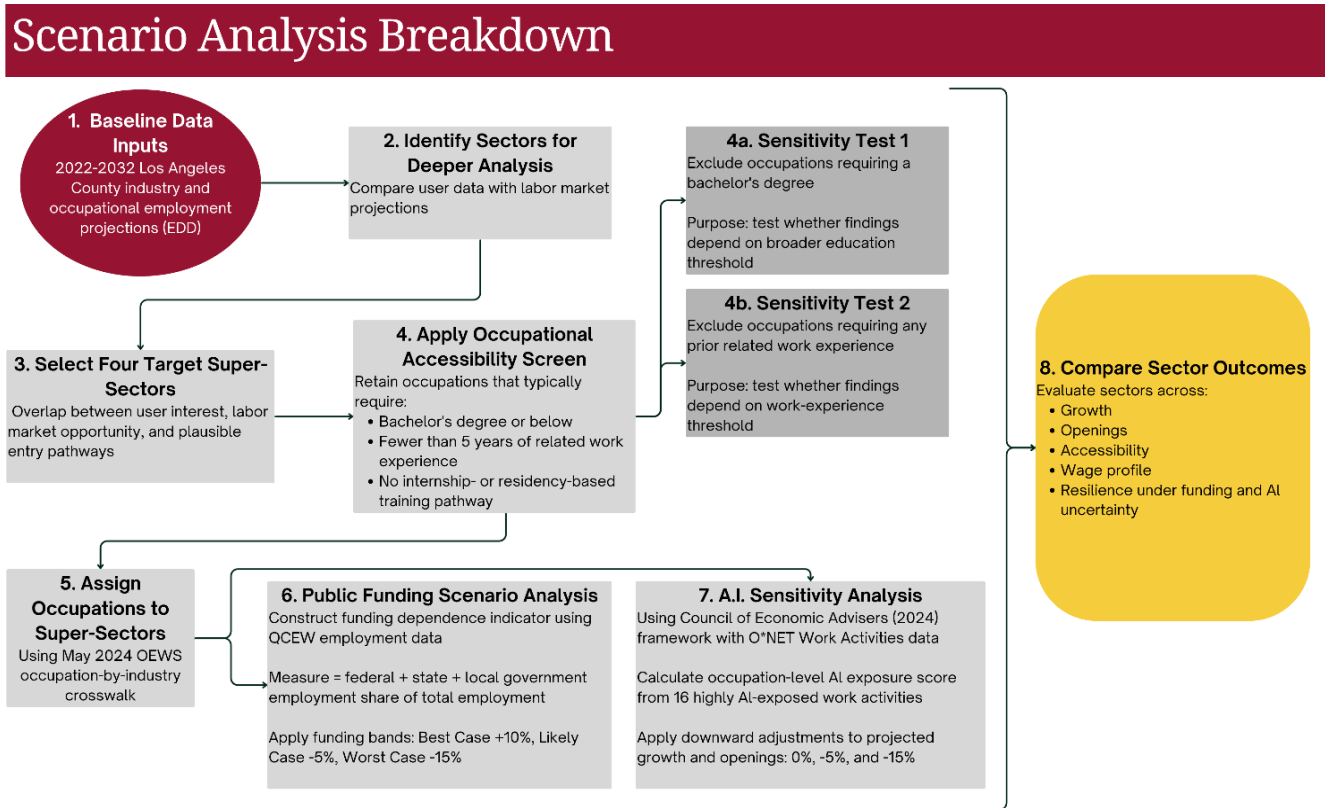 Scenario Analysis Breakdown
1. Baseline Data
Inputs
2022-2032 Los Angeles
County industry and
occupational employment
projections (EDD)
2. Identify Sectors for
Deeper Analysis
Compare user data with labor market
projections
3. Select Four Target Super-
Sectors
Overlap between user interest, labor
market opportunity, and plausible
entry pathways
4. Apply Occupational
Accessibility Screen
Retain occupations that typically
require:
• Bachelor's degree or below
• Fewer than 5 years of related work
experience
• No internship- or residency-based
training pathway
4a. Sensitivity Test 1
Exclude occupations requiring a
bachelor's degree
Purpose: test whether findings
depend on broader education
threshold
4b. Sensitivity Test 2
Exclude occupations requiring any
prior related work experience
Purpose: test whether findings
depend on work-experience
threshold
5. Assign
Occupations to
Super-Sectors
Using May 2024 OEWS
occupation-by-industry
crosswalk
6. Public Funding Scenario Analysis
Construct funding dependence indicator using
QCEW employment data
Measure = federal + state + local government
employment share of total employment
Apply funding bands: Best Case +10%, Likely
Case -5%, Worst Case -15%
7. A.I. Sensitivity Analysis
Using Council of Economic Advisers (2024)
framework with O*NET Work Activities data
Calculate occupation-level AI exposure score
from 16 highly AI-exposed work activities
Apply downward adjustments to projected
growth and openings: 0%, -5%, and -15%
8. Compare Sector Outcomes
Evaluate sectors across:
• Growth
• Openings
• Accessibility
• Wage profile
• Resilience under funding and AI
uncertainty